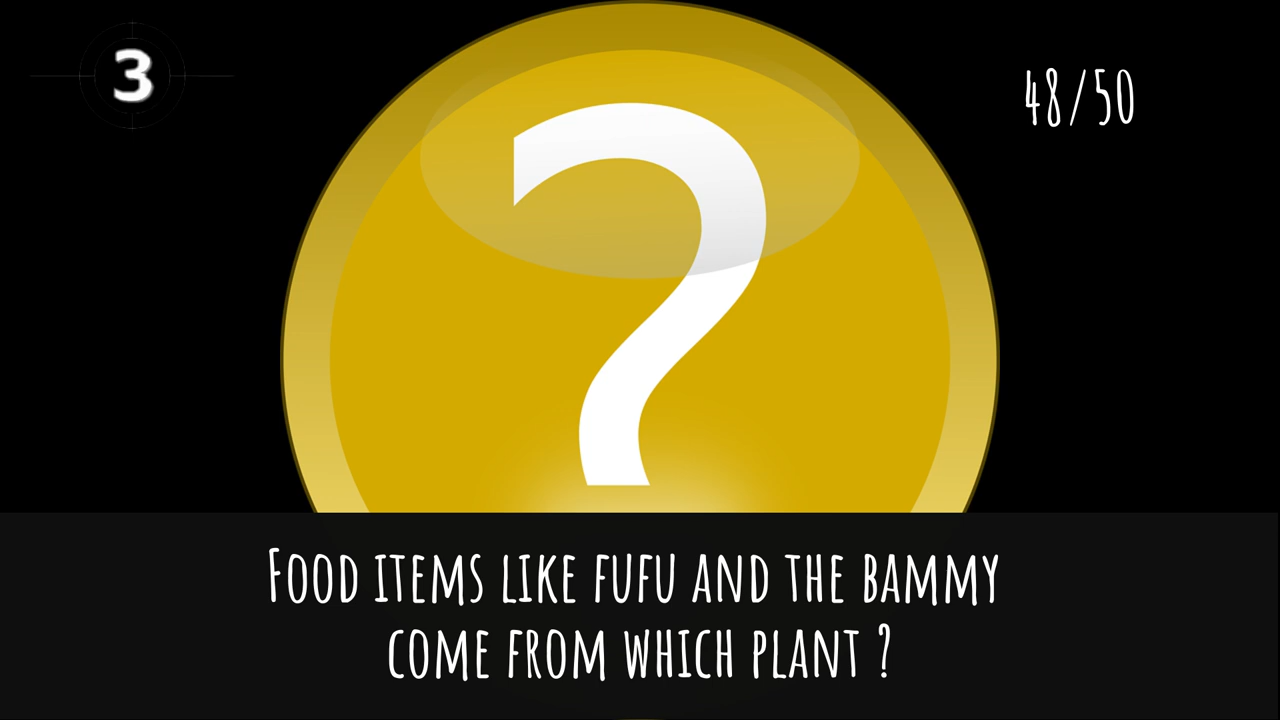 3
48/50
?
Food items like fufu and the bammy
come from which plant ?